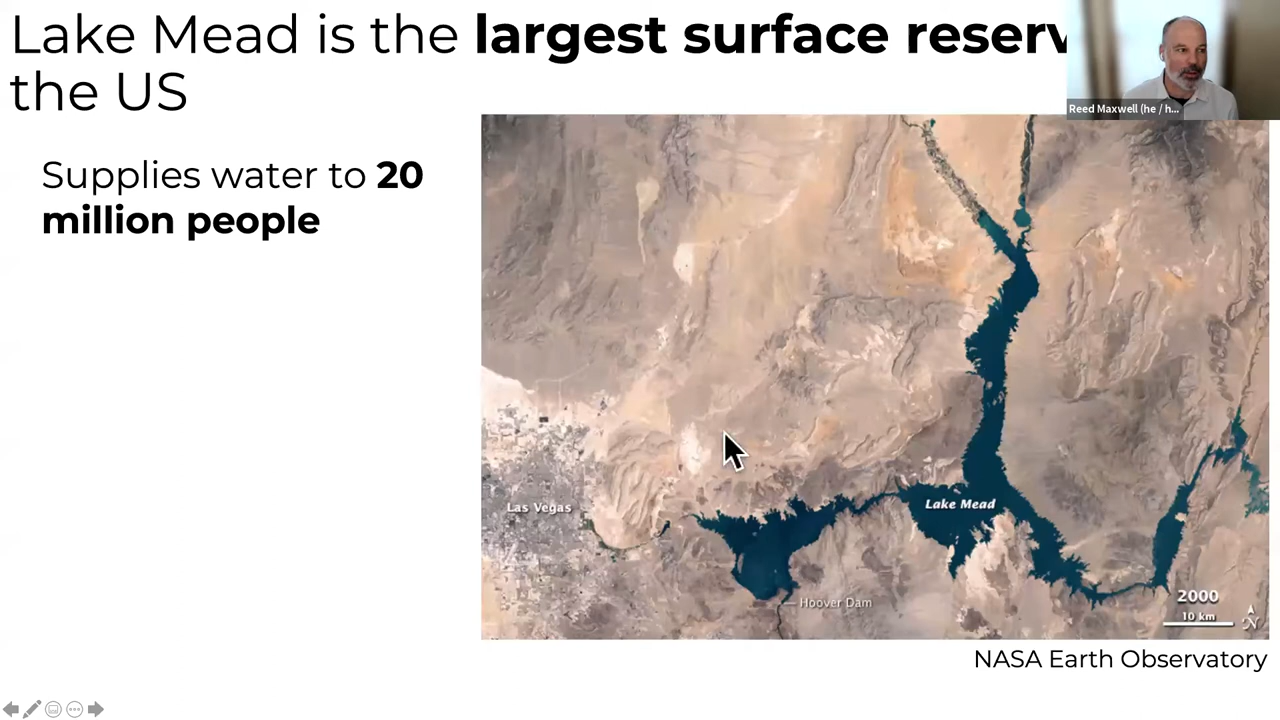 Lake Mead is the largest surface reserv
the US
Reed Maxwell (he / h...
Supplies water to 20
million people
Las Vegas
Lake Mead
Hoover Dam
2000
10 km
N
NASA Earth Observatory